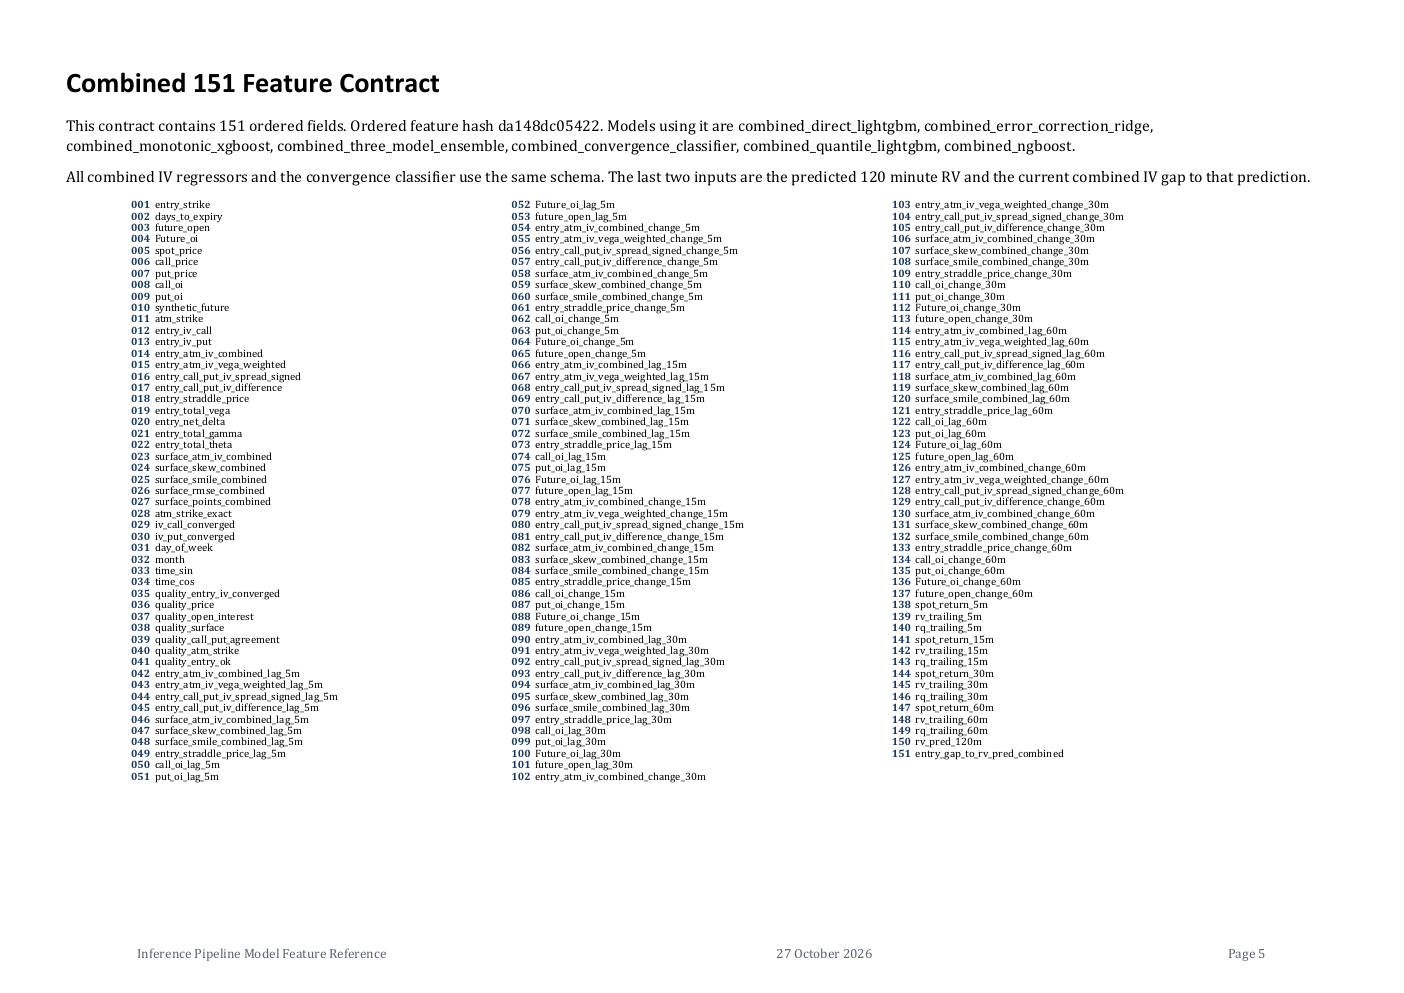 Combined 151 Feature Contract
This contract contains 151 ordered fields. Ordered feature hash da148dc05422. Models using it are combined_direct_lightgbm, combined_error_correction_ridge,
combined_monotonic_xgboost, combined_three_model_ensemble, combined_convergence_classifier, combined_quantile_lightgbm, combined_ngboost.
All combined IV regressors and the convergence classifier use the same schema. The last two inputs are the predicted 120 minute RV and the current combined IV gap to that prediction.
001 entry_strike
002 days_to_expiry
003 future_open
004 Future_oi
005 spot_price
006 call_price
007 put_price
008 call_oi
009 put_oi
010 synthetic_future
011 atm_strike
012 entry_iv_call
013 entry_iv_put
014 entry_atm_iv_combined
015 entry_atm_iv_vega_weighted
016 entry_call_put_iv_spread_signed
017 entry_call_put_iv_difference
018 entry_straddle_price
019 entry_total_vega
020 entry_net_delta
021 entry_total_gamma
022 entry_total_theta
023 surface_atm_iv_combined
024 surface_skew_combined
025 surface_smile_combined
026 surface_rmse_combined
027 surface_points_combined
028 atm_strike_exact
029 iv_call_converged
030 iv_put_converged
031 day_of_week
032 month
033 time_sin
034 time_cos
035 quality_entry_iv_converged
036 quality_price
037 quality_open_interest
038 quality_surface
039 quality_call_put_agreement
040 quality_atm_strike
041 quality_entry_ok
042 entry_atm_iv_combined_lag_5m
043 entry_atm_iv_vega_weighted_lag_5m
044 entry_call_put_iv_spread_signed_lag_5m
045 entry_call_put_iv_difference_lag_5m
046 surface_atm_iv_combined_lag_5m
047 surface_skew_combined_lag_5m
048 surface_smile_combined_lag_5m
049 entry_straddle_price_lag_5m
050 call_oi_lag_5m
051 put_oi_lag_5m
052 Future_oi_lag_5m
053 future_open_lag_5m
054 entry_atm_iv_combined_change_5m
055 entry_atm_iv_vega_weighted_change_5m
056 entry_call_put_iv_spread_signed_change_5m
057 entry_call_put_iv_difference_change_5m
058 surface_atm_iv_combined_change_5m
059 surface_skew_combined_change_5m
060 surface_smile_combined_change_5m
061 entry_straddle_price_change_5m
062 call_oi_change_5m
063 put_oi_change_5m
064 Future_oi_change_5m
065 future_open_change_5m
066 entry_atm_iv_combined_lag_15m
067 entry_atm_iv_vega_weighted_lag_15m
068 entry_call_put_iv_spread_signed_lag_15m
069 entry_call_put_iv_difference_lag_15m
070 surface_atm_iv_combined_lag_15m
071 surface_skew_combined_lag_15m
072 surface_smile_combined_lag_15m
073 entry_straddle_price_lag_15m
074 call_oi_lag_15m
075 put_oi_lag_15m
076 Future_oi_lag_15m
077 future_open_lag_15m
078 entry_atm_iv_combined_change_15m
079 entry_atm_iv_vega_weighted_change_15m
080 entry_call_put_iv_spread_signed_change_15m
081 entry_call_put_iv_difference_change_15m
082 surface_atm_iv_combined_change_15m
083 surface_skew_combined_change_15m
084 surface_smile_combined_change_15m
085 entry_straddle_price_change_15m
086 call_oi_change_15m
087 put_oi_change_15m
088 Future_oi_change_15m
089 future_open_change_15m
090 entry_atm_iv_combined_lag_30m
091 entry_atm_iv_vega_weighted_lag_30m
092 entry_call_put_iv_spread_signed_lag_30m
093 entry_call_put_iv_difference_lag_30m
094 surface_atm_iv_combined_lag_30m
095 surface_skew_combined_lag_30m
096 surface_smile_combined_lag_30m
097 entry_straddle_price_lag_30m
098 call_oi_lag_30m
099 put_oi_lag_30m
100 Future_oi_lag_30m
101 future_open_lag_30m
102 entry_atm_iv_combined_change_30m
103 entry_atm_iv_vega_weighted_change_30m
104 entry_call_put_iv_spread_signed_change_30m
105 entry_call_put_iv_difference_change_30m
106 surface_atm_iv_combined_change_30m
107 surface_skew_combined_change_30m
108 surface_smile_combined_change_30m
109 entry_straddle_price_change_30m
110 call_oi_change_30m
111 put_oi_change_30m
112 Future_oi_change_30m
113 future_open_change_30m
114 entry_atm_iv_combined_lag_60m
115 entry_atm_iv_vega_weighted_lag_60m
116 entry_call_put_iv_spread_signed_lag_60m
117 entry_call_put_iv_difference_lag_60m
118 surface_atm_iv_combined_lag_60m
119 surface_skew_combined_lag_60m
120 surface_smile_combined_lag_60m
121 entry_straddle_price_lag_60m
122 call_oi_lag_60m
123 put_oi_lag_60m
124 Future_oi_lag_60m
125 future_open_lag_60m
126 entry_atm_iv_combined_change_60m
127 entry_atm_iv_vega_weighted_change_60m
128 entry_call_put_iv_spread_signed_change_60m
129 entry_call_put_iv_difference_change_60m
130 surface_atm_iv_combined_change_60m
131 surface_skew_combined_change_60m
132 surface_smile_combined_change_60m
133 entry_straddle_price_change_60m
134 call_oi_change_60m
135 put_oi_change_60m
136 Future_oi_change_60m
137 future_open_change_60m
138 spot_return_5m
139 rv_trailing_5m
140 rq_trailing_5m
141 spot_return_15m
142 rv_trailing_15m
143 rq_trailing_15m
144 spot_return_30m
145 rv_trailing_30m
146 rq_trailing_30m
147 spot_return_60m
148 rv_trailing_60m
149 rq_trailing_60m
150 rv_pred_120m
151 entry_gap_to_rv_pred_combined
Inference Pipeline Model Feature Reference
27 October 2026
Page 5